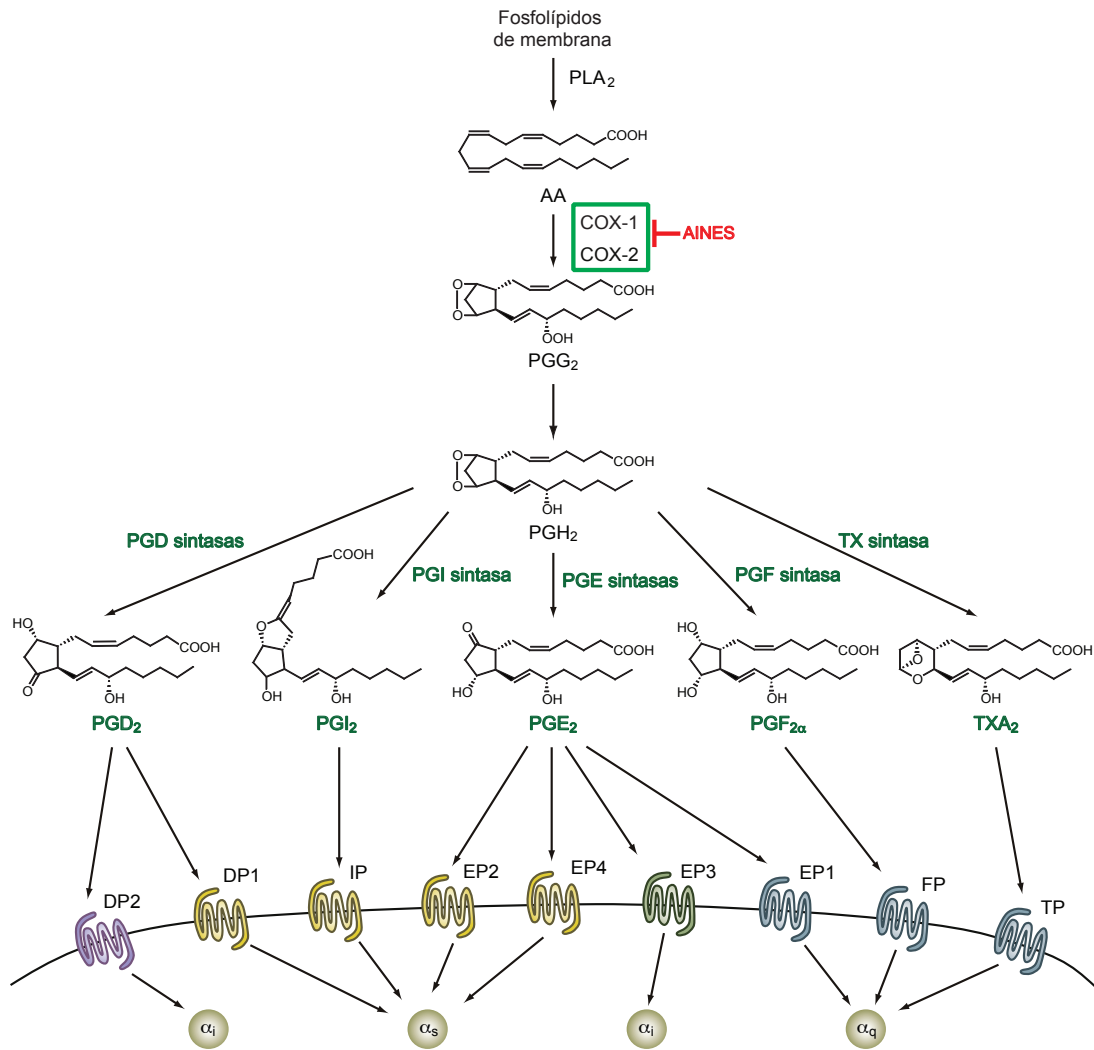 Fosfolípidos
de membrana
PLA2
COOH
AA
COX-1
COX-2
AINES
O
O
COOH
OOH
PGG2
O
O
COOH
OH
PGH2
PGD sintasas
PGI sintasa
PGE sintasas
PGF sintasa
TX sintasa
HO
COOH
O
OH
PGD2
COOH
O
OH
OH
PGI2
O
COOH
HO
OH
PGE2
HO
COOH
HO
OH
PGF2α
O
O
COOH
OH
TXA2
DP2
DP1
IP
EP2
EP4
EP3
EP1
FP
TP
αi
αs
αi
αq